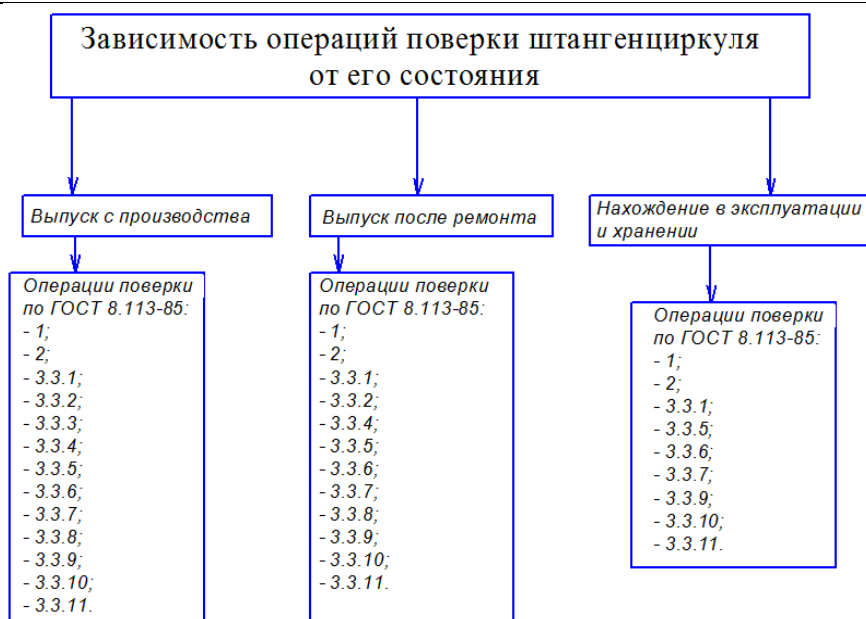 Зависимость операций поверки штангенциркуля
от его состояния
Выпуск с производства
Операции поверки
по ГОСТ 8.113-85:
- 1;
- 2;
- 3.3.1;
- 3.3.2;
- 3.3.3;
- 3.3.4;
- 3.3.5;
- 3.3.6;
- 3.3.7;
- 3.3.8;
- 3.3.9;
- 3.3.10;
- 3.3.11.
Выпуск после ремонта
Операции поверки
по ГОСТ 8.113-85:
- 1;
- 2;
- 3.3.1;
- 3.3.2;
- 3.3.4;
- 3.3.5;
- 3.3.6;
- 3.3.7;
- 3.3.8;
- 3.3.9;
- 3.3.10;
- 3.3.11.
Нахождение в эксплуатации
и хранении
Операции поверки
по ГОСТ 8.113-85:
- 1;
- 2;
- 3.3.1;
- 3.3.5;
- 3.3.6;
- 3.3.7;
- 3.3.9;
- 3.3.10;
- 3.3.11.